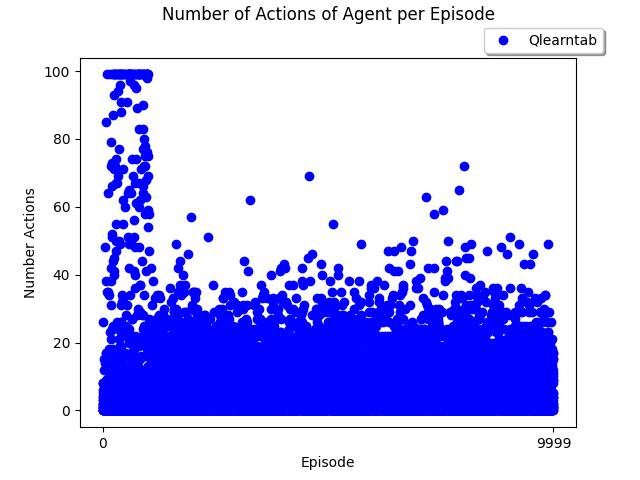 Number of Actions of Agent per Episode
Qlearntab
100
80
60
40
20
0
Number Actions
0
9999
Episode